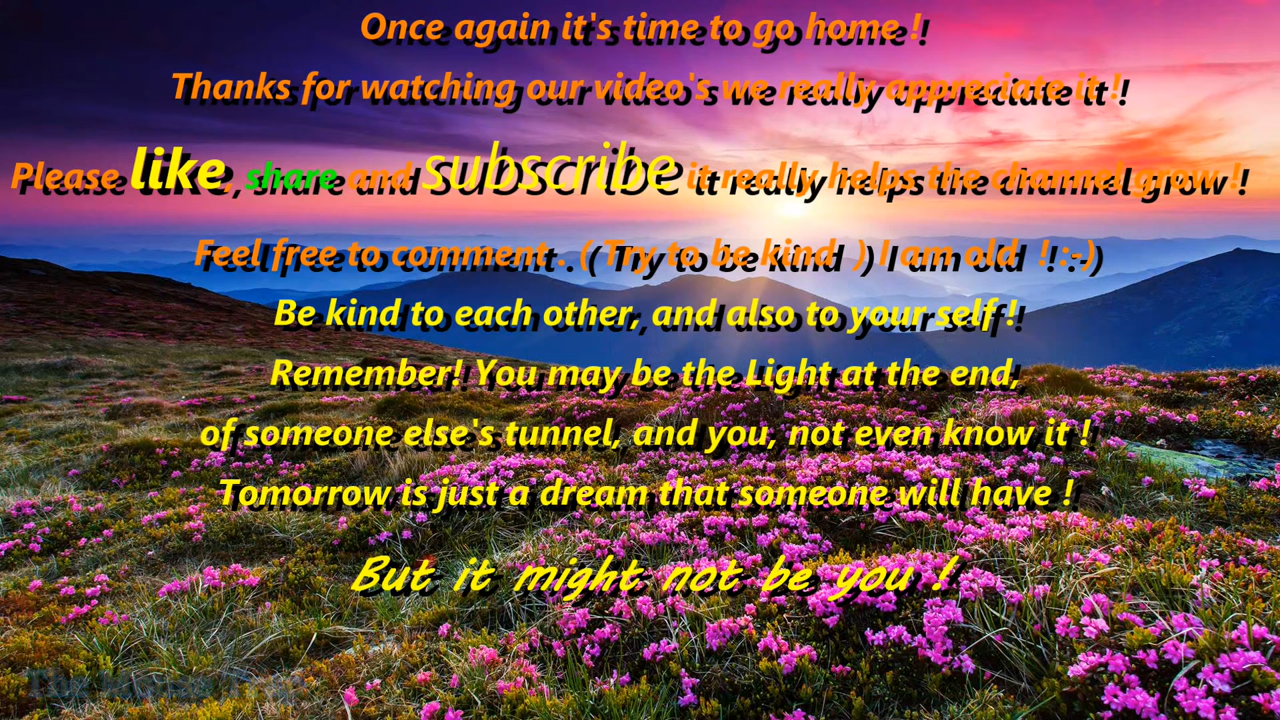 Once again it's time to go home !
Thanks for watching our video's we really appreciate it !
Please like, share and subscribe it really helps the channel grow !
Feel free to comment . ( Try to be kind ) I am old ! :-)
Be kind to each other, and also to your self !
Remember! You may be the Light at the end,
of someone else's tunnel, and you, not even know it !
Tomorrow is just a dream that someone will have !
But it might not be you !